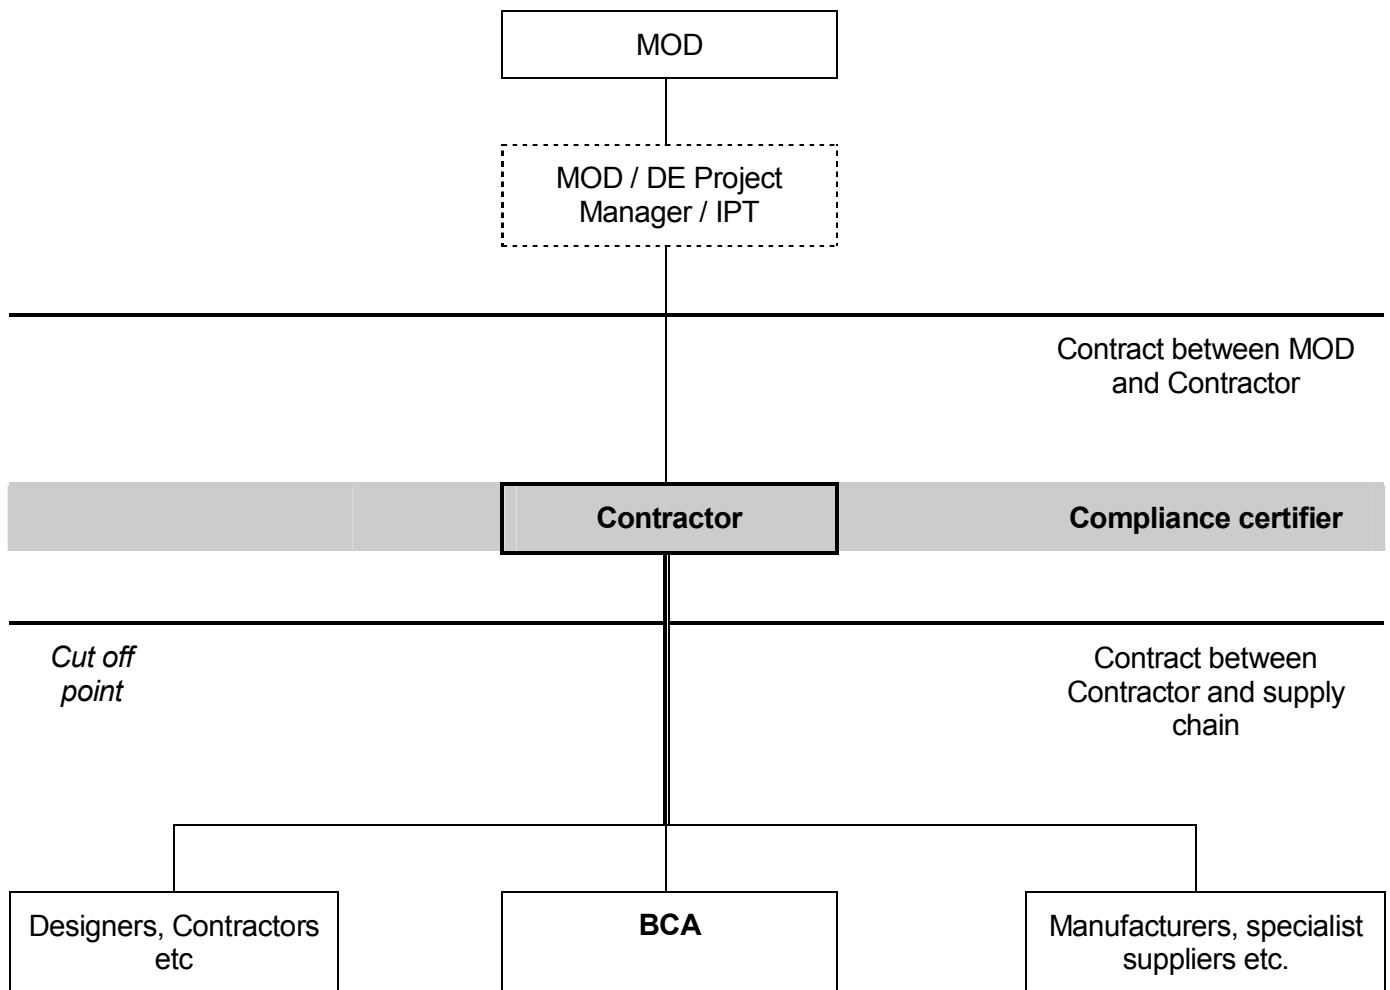 MOD
MOD / DE Project
Manager / IPT
Contract between MOD
and Contractor
Contractor
Compliance certifier
Cut off
point
Contract between
Contractor and supply
chain
Designers, Contractors
etc
BCA
Manufacturers, specialist
suppliers etc.